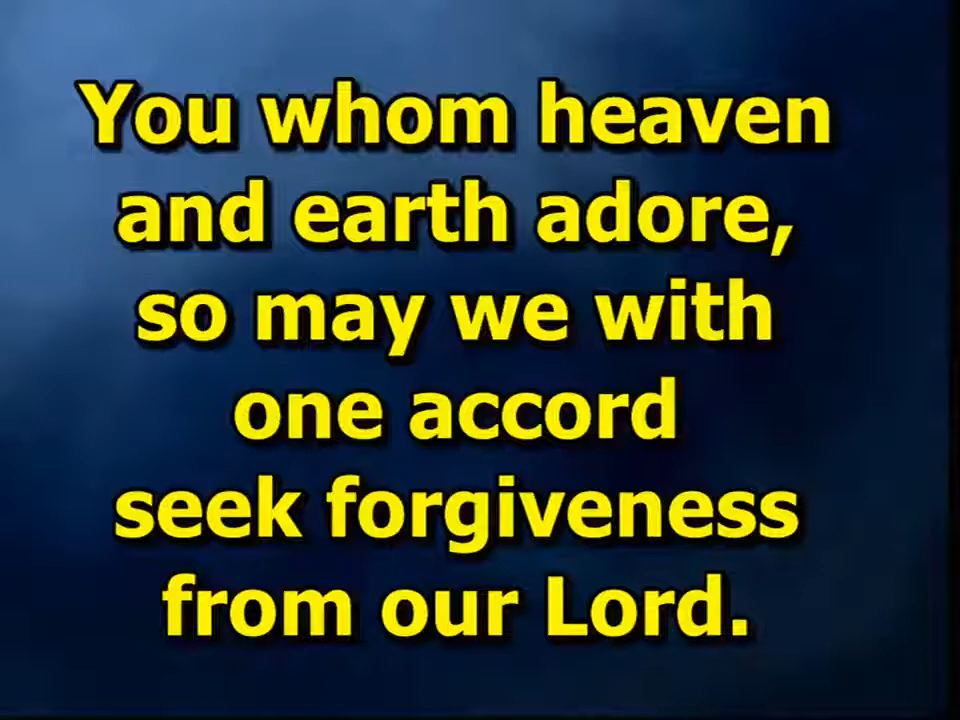 You whom heaven
and earth adore,
so may we with
one accord
seek forgiveness
from our Lord.